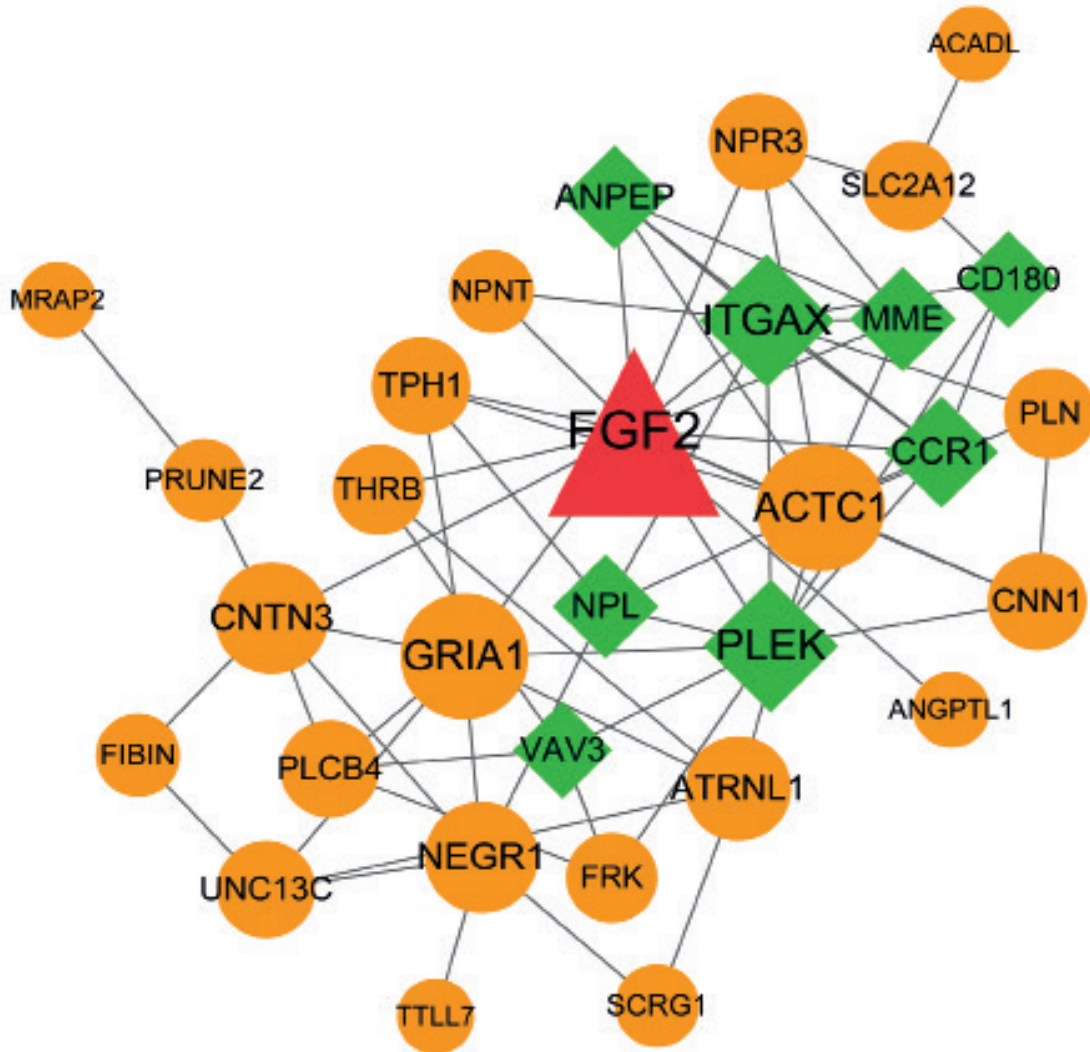 ACADL
NPR3
SLC2A12
ANPEP
CD180
NPNT
ITGAX
MME
MRAP2
TPH1
FGF2
PLN
CCR1
PRUNE2
THRB
ACTC1
CNTN3
NPL
CNN1
GRIA1
PLEK
ANGPTL1
FIBIN
PLCB4
VAV3
ATRNL1
NEGR1
FRK
UNC13C
SCRG1
TTLL7